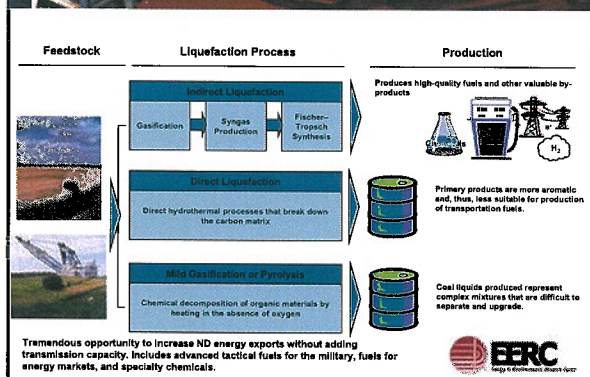 Feedstock
Liquefaction Process
Production
Indirect Liquefaction
Gasification
Syngas
Production
Fischer–
Tropsch
Synthesis
Produces high-quality fuels and other valuable by-
products
e-
H2
Direct Liquefaction
Direct hydrothermal processes that break down
the carbon matrix
Primary products are more aromatic
and, thus, less suitable for production
of transportation fuels.
Mild Gasification or Pyrolysis
Chemical decomposition of organic materials by
heating in the absence of oxygen
Coal liquids produced represent
complex mixtures that are difficult to
separate and upgrade.
Tremendous opportunity to increase ND energy exports without adding
transmission capacity. Includes advanced tactical fuels for the military, fuels for
energy markets, and specialty chemicals.
EERC